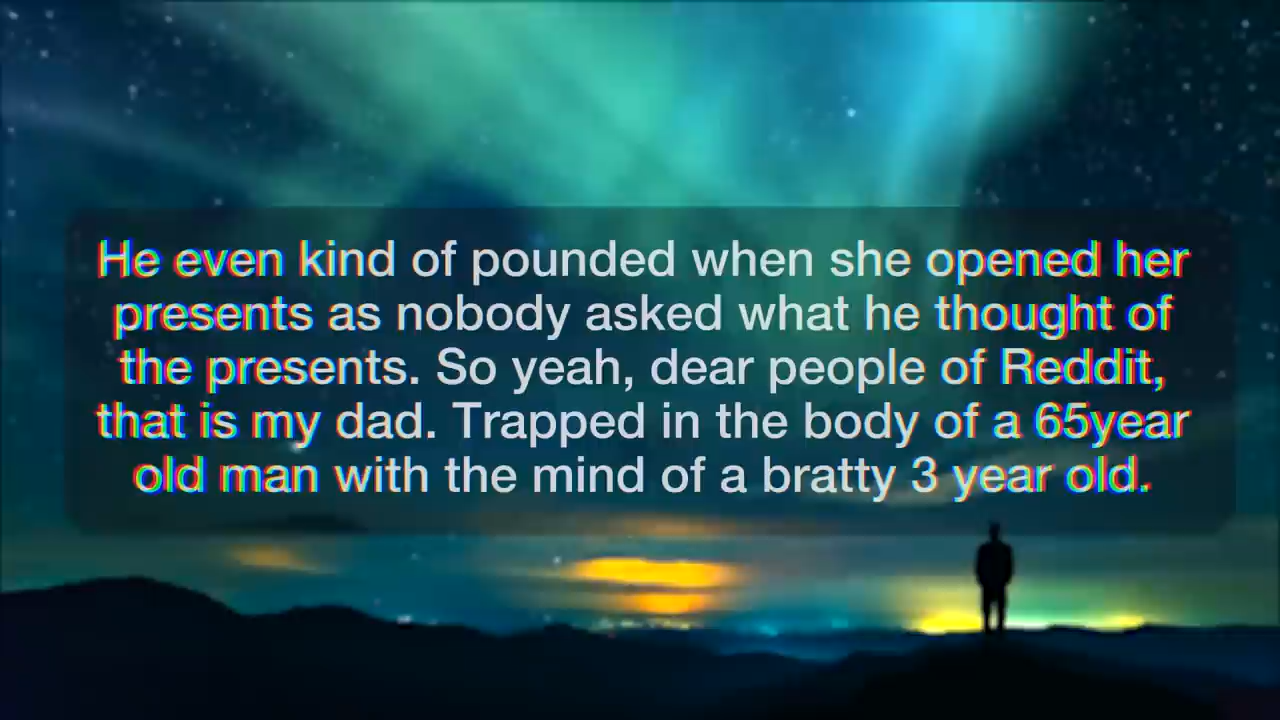 He even kind of pounded when she opened her
presents as nobody asked what he thought of
the presents. So yeah, dear people of Reddit,
that is my dad. Trapped in the body of a 65year
old man with the mind of a bratty 3 year old.